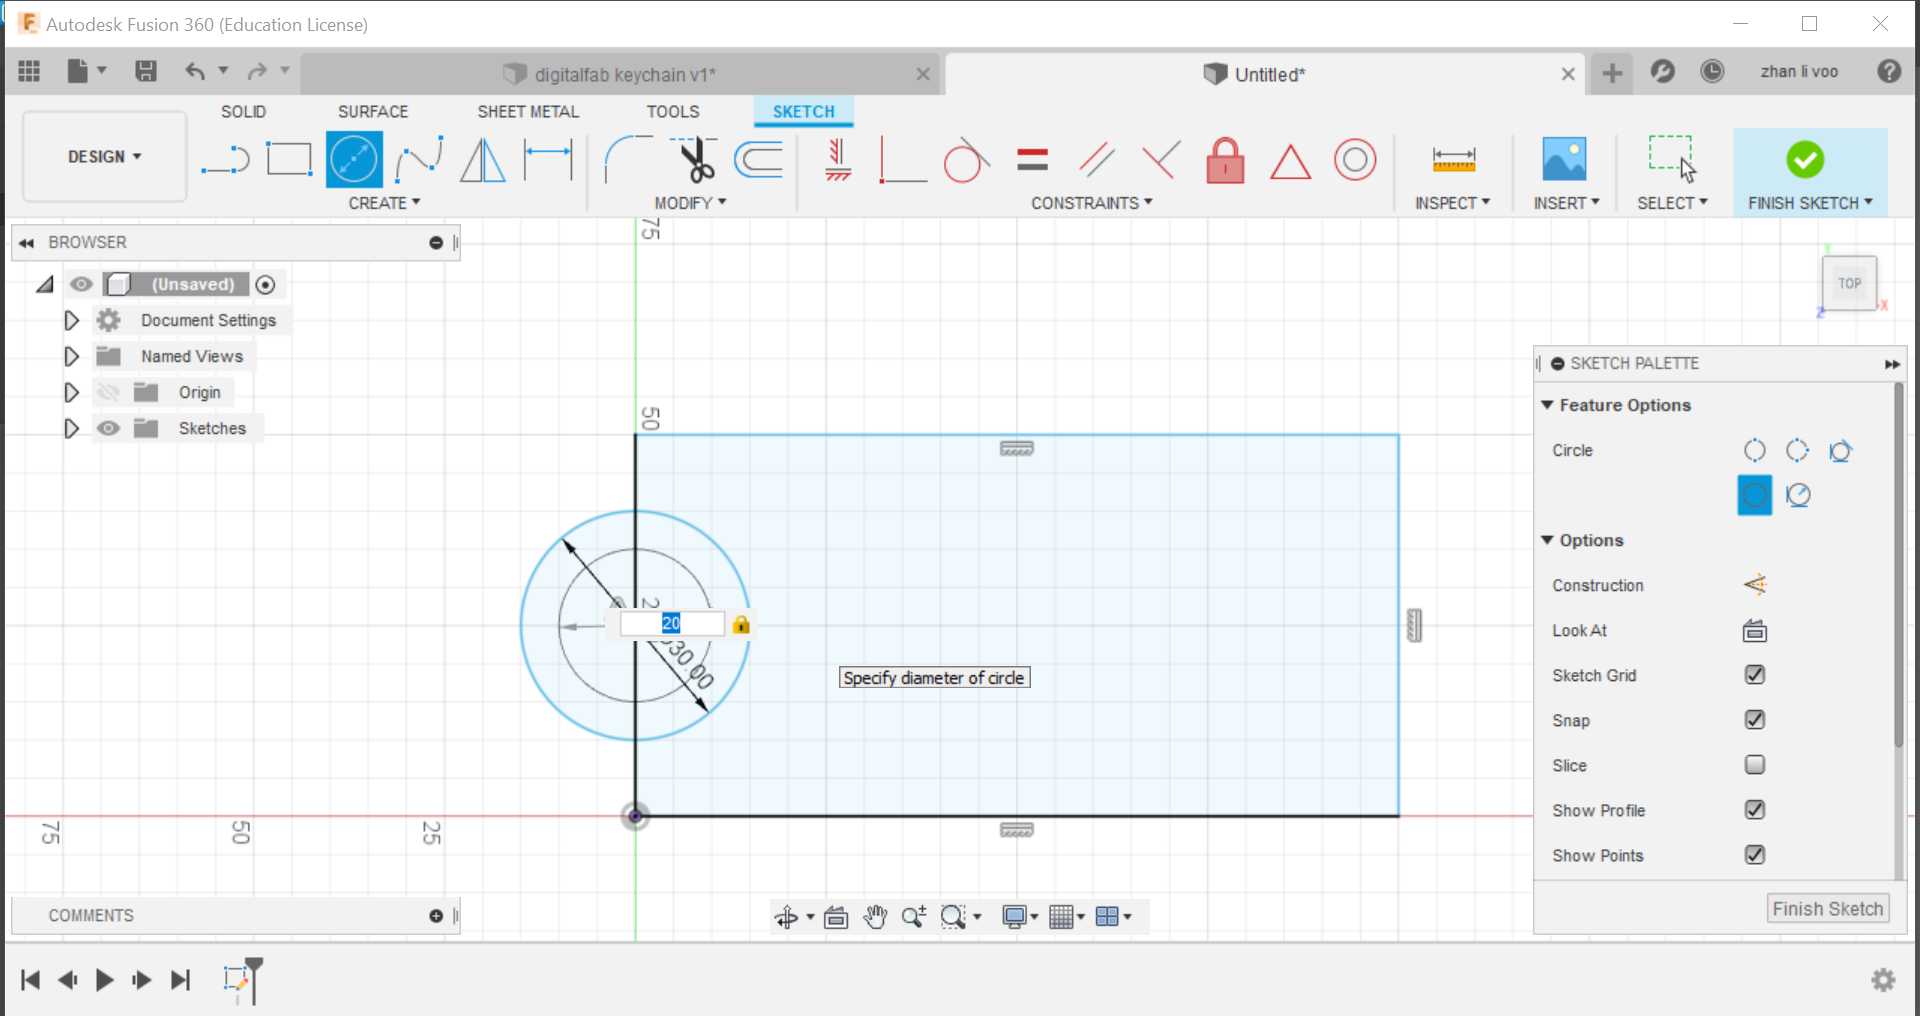 Autodesk Fusion 360 (Education License)
digitalfab keychain v1*
Untitled*
zhan li voo
SOLID
SURFACE
SHEET METAL
TOOLS
SKETCH
DESIGN
CREATE
MODIFY
CONSTRAINTS
INSPECT
INSERT
SELECT
FINISH SKETCH
BROWSER
(Unsaved)
Document Settings
Named Views
Origin
Sketches
75
50
TOP
Y
X
Z
SKETCH PALETTE
Feature Options
Circle
Options
Construction
Look At
Sketch Grid
Snap
Slice
Show Profile
Show Points
Finish Sketch
20
30.00
Specify diameter of circle
75
50
25
COMMENTS